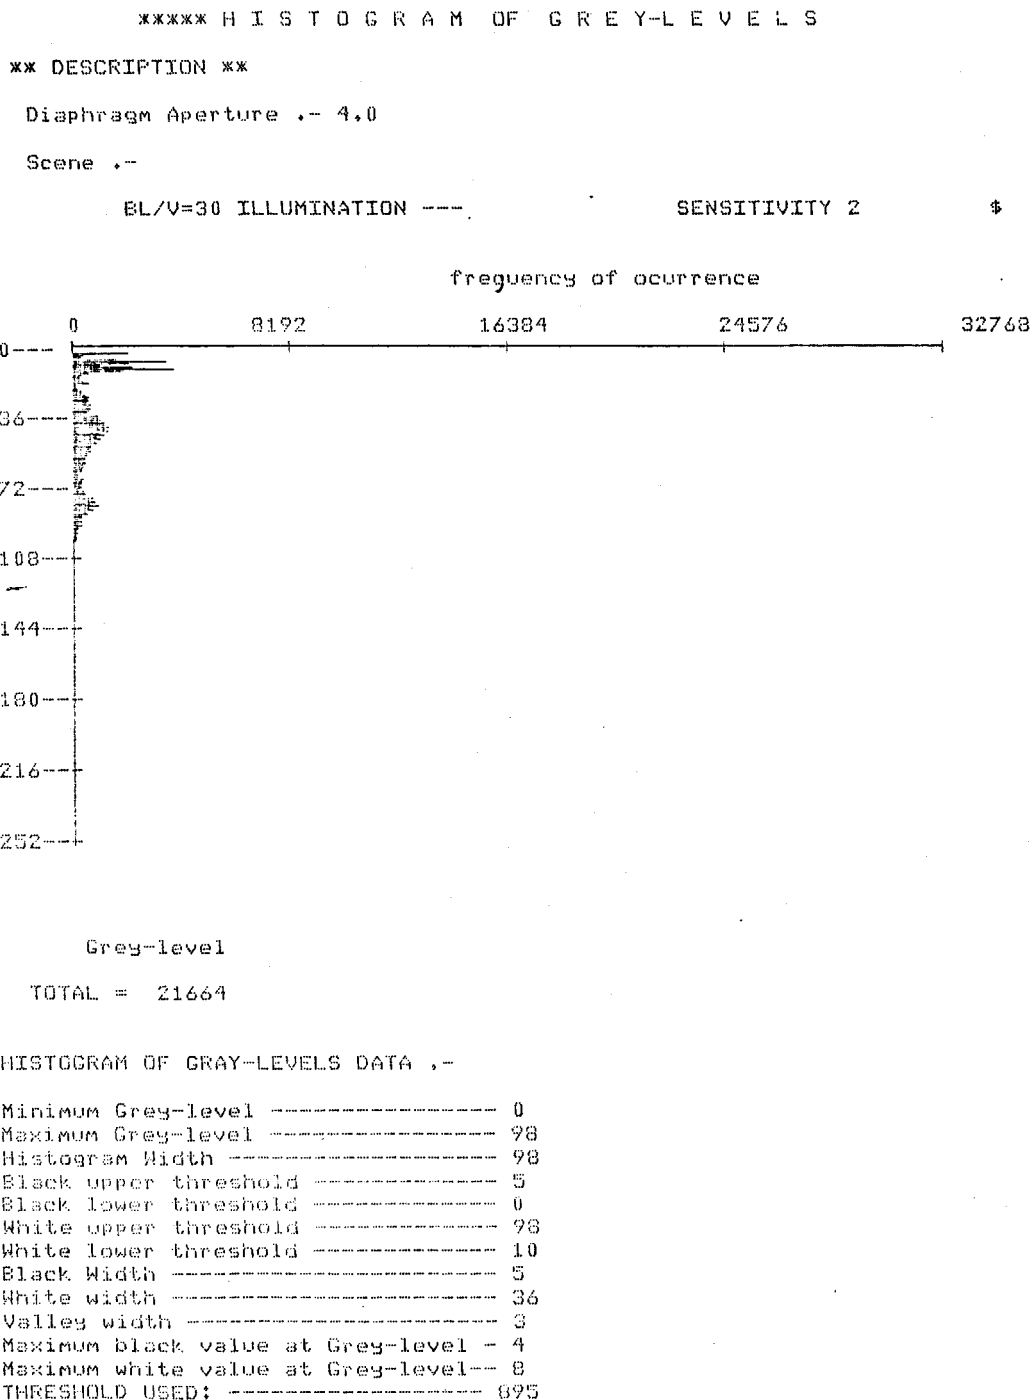 ***** H I S T O G R A M  OF  G R E Y-L E V E L S
** DESCRIPTION **
Diaphragm Aperture .- 4.0
Scene .-
BL/V=30 ILLUMINATION --- SENSITIVITY 2 $
frequency of ocurrence
0 8192 16384 24576 32768
0---
36---
72---
108---
144---
180---
216---
252---
Grey-level
TOTAL = 21664
HISTOGRAM OF GRAY-LEVELS DATA .-
Minimum Grey-level ------------------ 0
Maximum Grey-level ------------------ 98
Histogram Width --------------------- 98
Black upper threshold --------------- 5
Black lower threshold --------------- 0
White upper threshold --------------- 98
White lower threshold --------------- 10
Black Width ------------------------- 5
White width ------------------------- 36
Valley width ------------------------ 3
Maximum black value at Grey-level - 4
Maximum white value at Grey-level-- 8
THRESHOLD USED: -------------------- 895